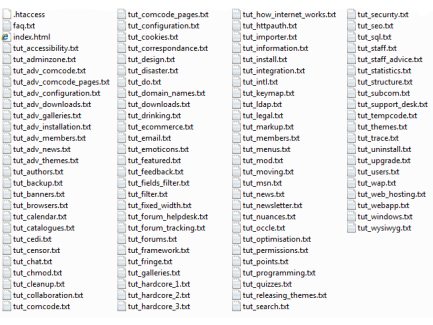 .htaccess
faq.txt
index.html
tut_accessibility.txt
tut_adminzone.txt
tut_adv_comcode.txt
tut_adv_comcode_pages.txt
tut_adv_configuration.txt
tut_adv_downloads.txt
tut_adv_galleries.txt
tut_adv_installation.txt
tut_adv_members.txt
tut_adv_news.txt
tut_adv_themes.txt
tut_authors.txt
tut_backup.txt
tut_banners.txt
tut_browsers.txt
tut_calendar.txt
tut_catalogues.txt
tut_cedi.txt
tut_censor.txt
tut_chat.txt
tut_chmod.txt
tut_cleanup.txt
tut_collaboration.txt
tut_comcode.txt
tut_comcode_pages.txt
tut_configuration.txt
tut_cookies.txt
tut_correspondance.txt
tut_design.txt
tut_disaster.txt
tut_do.txt
tut_domain_names.txt
tut_downloads.txt
tut_drinking.txt
tut_ecommerce.txt
tut_email.txt
tut_emoticons.txt
tut_featured.txt
tut_feedback.txt
tut_fields_filter.txt
tut_filter.txt
tut_fixed_width.txt
tut_forum_helpdesk.txt
tut_forum_tracking.txt
tut_forums.txt
tut_framework.txt
tut_fringe.txt
tut_galleries.txt
tut_hardcore_1.txt
tut_hardcore_2.txt
tut_hardcore_3.txt
tut_how_internet_works.txt
tut_httpauth.txt
tut_importer.txt
tut_information.txt
tut_install.txt
tut_integration.txt
tut_intl.txt
tut_keymap.txt
tut_ldap.txt
tut_legal.txt
tut_markup.txt
tut_members.txt
tut_menus.txt
tut_mod.txt
tut_moving.txt
tut_msn.txt
tut_news.txt
tut_newsletter.txt
tut_nuances.txt
tut_occle.txt
tut_optimisation.txt
tut_permissions.txt
tut_points.txt
tut_programming.txt
tut_quizzes.txt
tut_releasing_themes.txt
tut_search.txt
tut_security.txt
tut_seo.txt
tut_sql.txt
tut_staff.txt
tut_staff_advice.txt
tut_statistics.txt
tut_structure.txt
tut_subcom.txt
tut_support_desk.txt
tut_tempcode.txt
tut_themes.txt
tut_trace.txt
tut_uninstall.txt
tut_upgrade.txt
tut_users.txt
tut_wap.txt
tut_web_hosting.txt
tut_webapp.txt
tut_windows.txt
tut_wysiwyg.txt